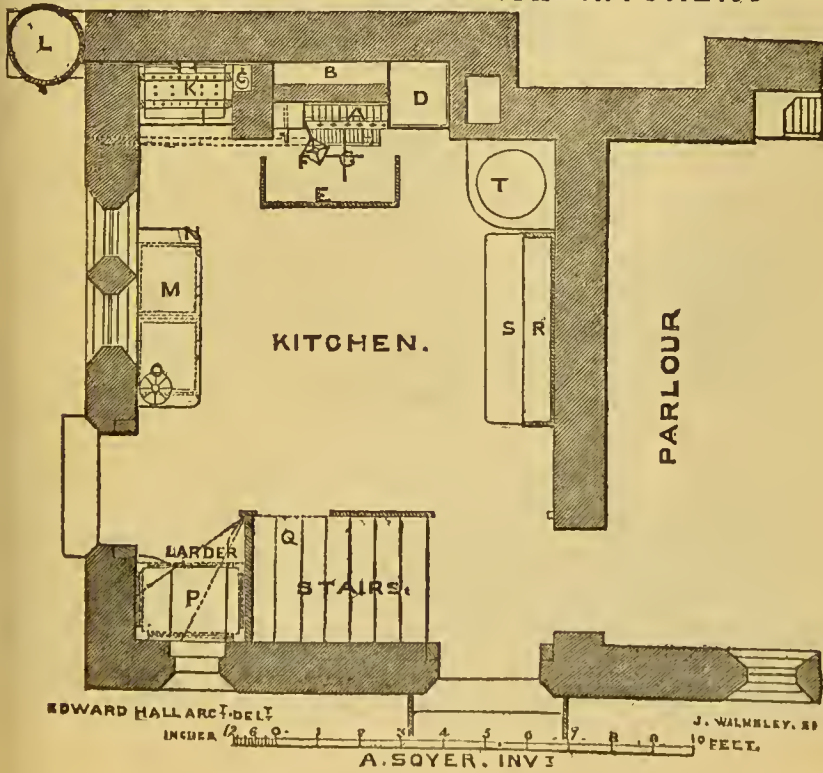 KITCHEN.
L
K
G
B
A
D
F G
E
T
N
M
S R
KITCHEN.
PARLOUR
O
LARDER
Q
P
STAIRS.
EDWARD HALL ARCT. DELT
J. WALMSLEY. SC
INCHES 12 6 0 1 2 3 4 5 6 7 8 9 10 FEET.
A. SOYER. INVT